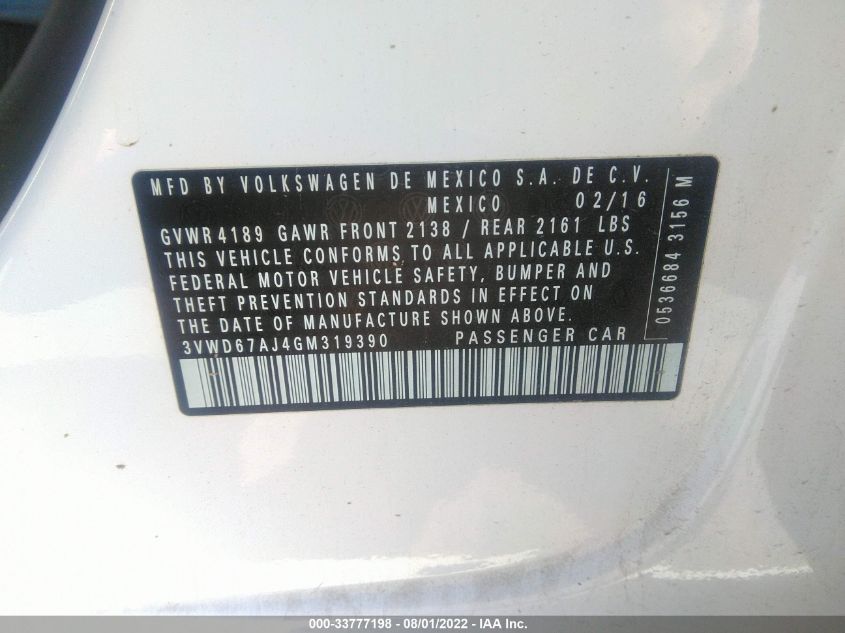 MFD BY VOLKSWAGEN DE MEXICO S.A. DE C.V.
MEXICO 02/16
GVWR 4189 GAWR FRONT 2138 / REAR 2161 LBS
THIS VEHICLE CONFORMS TO ALL APPLICABLE U.S.
FEDERAL MOTOR VEHICLE SAFETY, BUMPER AND
THEFT PREVENTION STANDARDS IN EFFECT ON
THE DATE OF MANUFACTURE SHOWN ABOVE.
3VWD67AJ4GM319390 PASSENGER CAR
0536684 3156 M
000-33777198 - 08/01/2022 - IAA Inc.